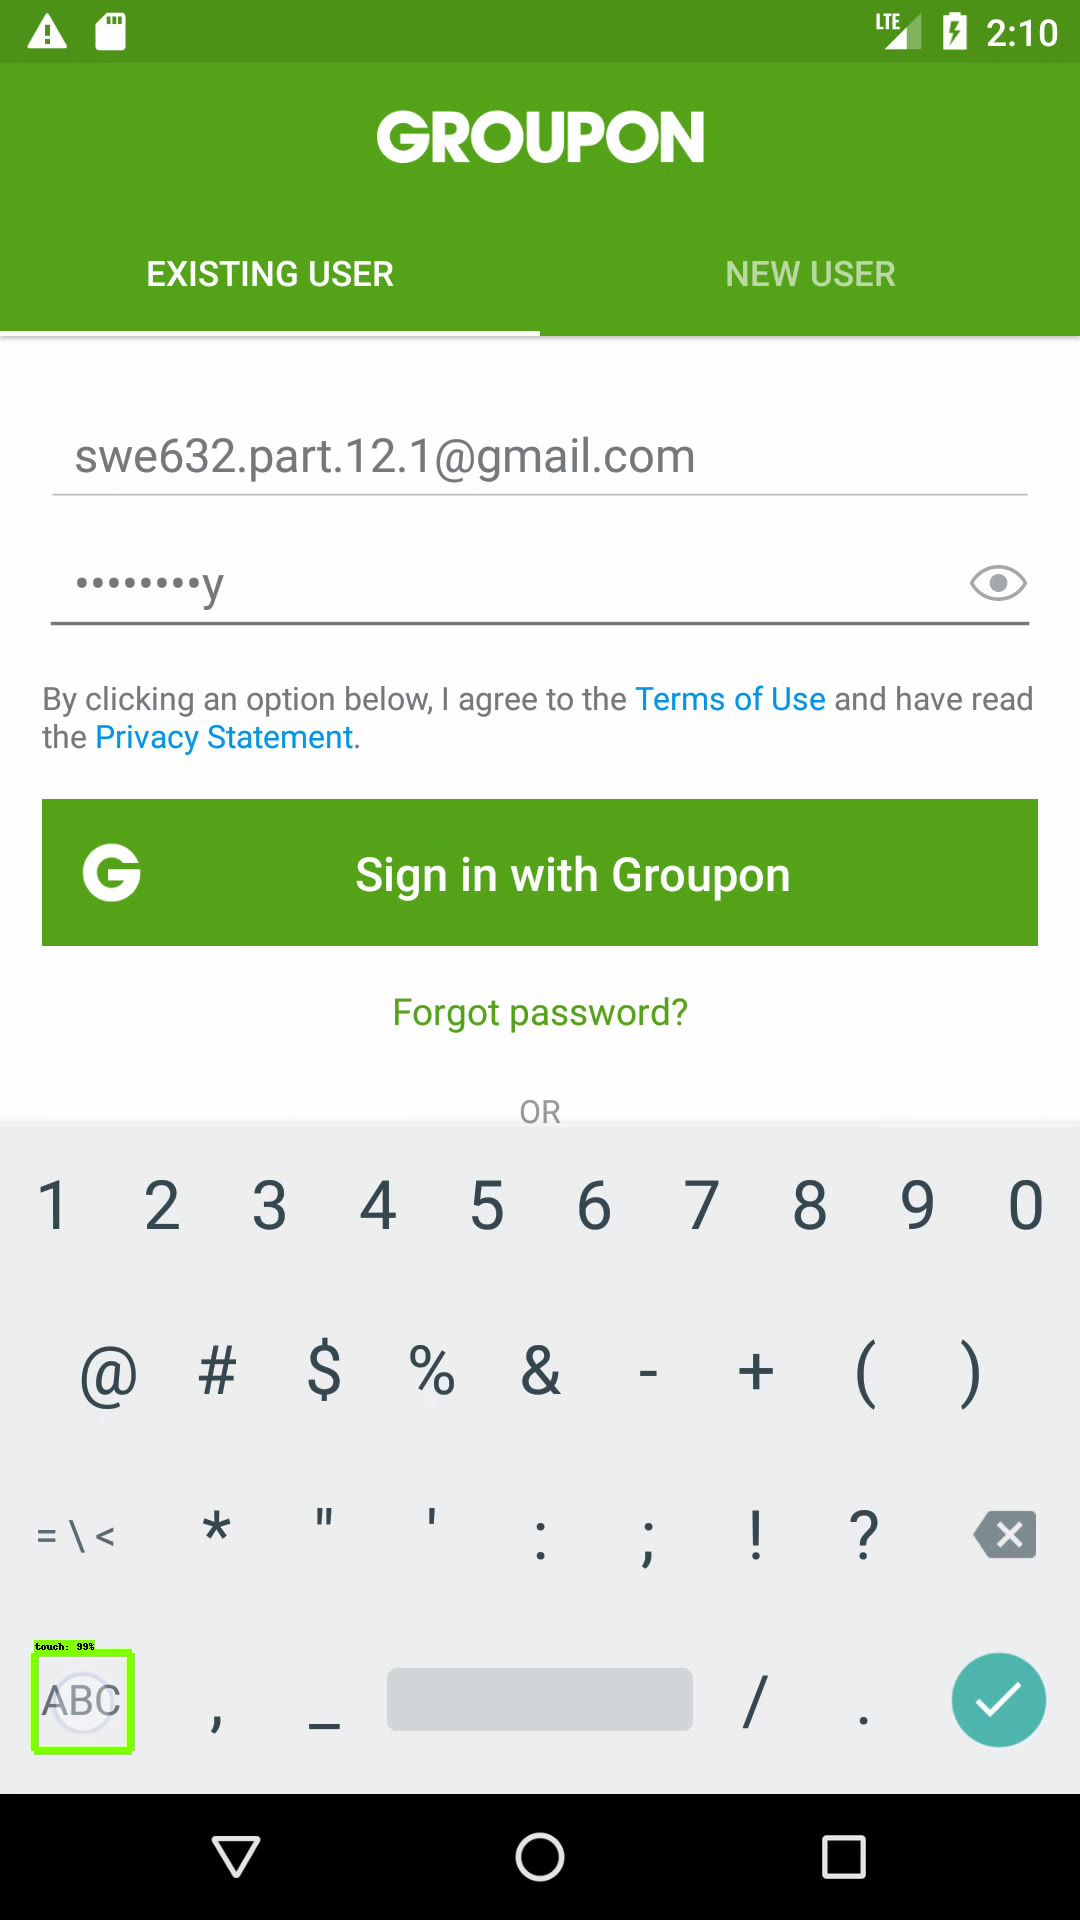 LTE 2:10
GROUPON
EXISTING USER NEW USER
swe632.part.12.1@gmail.com
••••••••y
By clicking an option below, I agree to the Terms of Use and have read
the Privacy Statement.
G Sign in with Groupon
Forgot password?
OR
1 2 3 4 5 6 7 8 9 0
@ # $ % & - + ( )
= \ < * " ' : ; ! ?
touch: 99%
ABC , _ / .